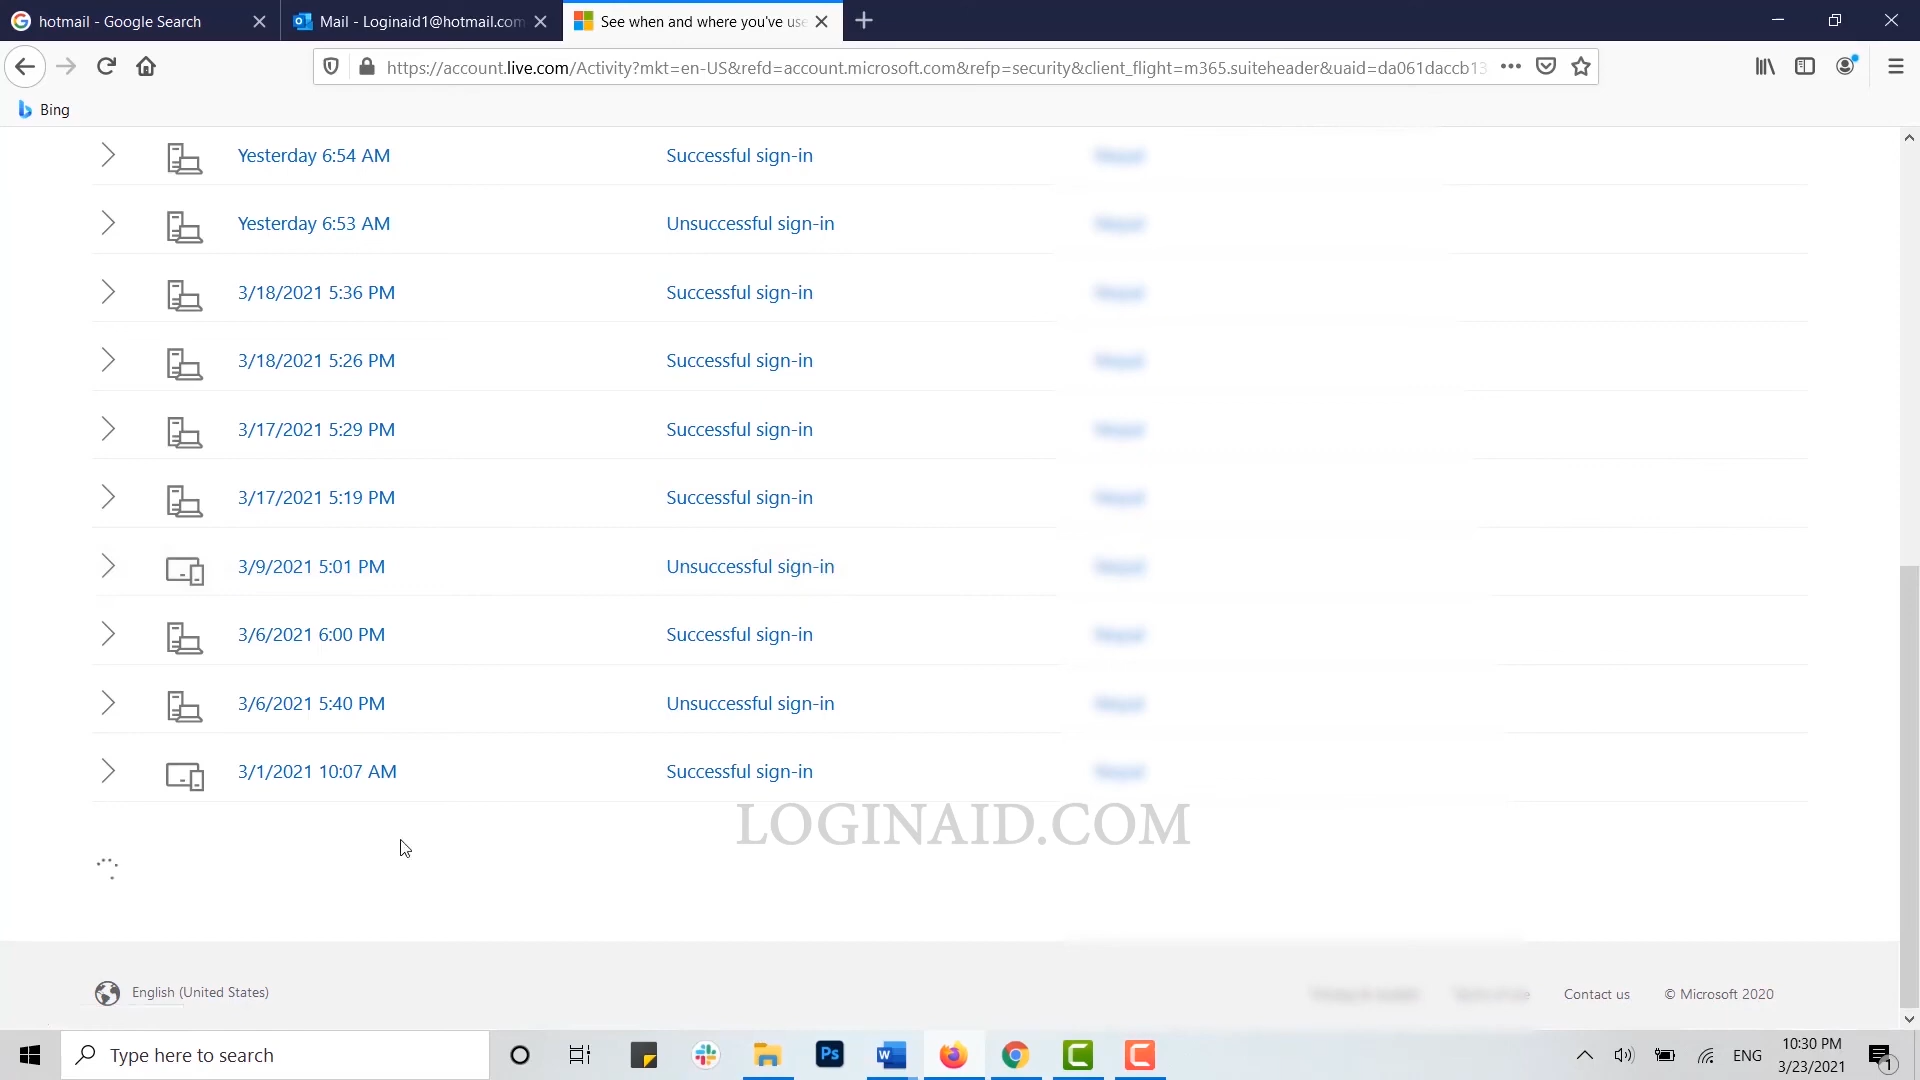 hotmail - Google Search
Mail - Loginaid1@hotmail.com
See when and where you've use
https://account.live.com/Activity?mkt=en-US&refd=account.microsoft.com&refp=security&client_flight=m365.suiteheader&uaid=da061daccb13
Bing
Yesterday 6:54 AM Successful sign-in
Yesterday 6:53 AM Unsuccessful sign-in
3/18/2021 5:36 PM Successful sign-in
3/18/2021 5:26 PM Successful sign-in
3/17/2021 5:29 PM Successful sign-in
3/17/2021 5:19 PM Successful sign-in
3/9/2021 5:01 PM Unsuccessful sign-in
3/6/2021 6:00 PM Successful sign-in
3/6/2021 5:40 PM Unsuccessful sign-in
3/1/2021 10:07 AM Successful sign-in
LOGINAID.COM
English (United States) Contact us © Microsoft 2020
Type here to search
Ps
ENG
10:30 PM
3/23/2021
1